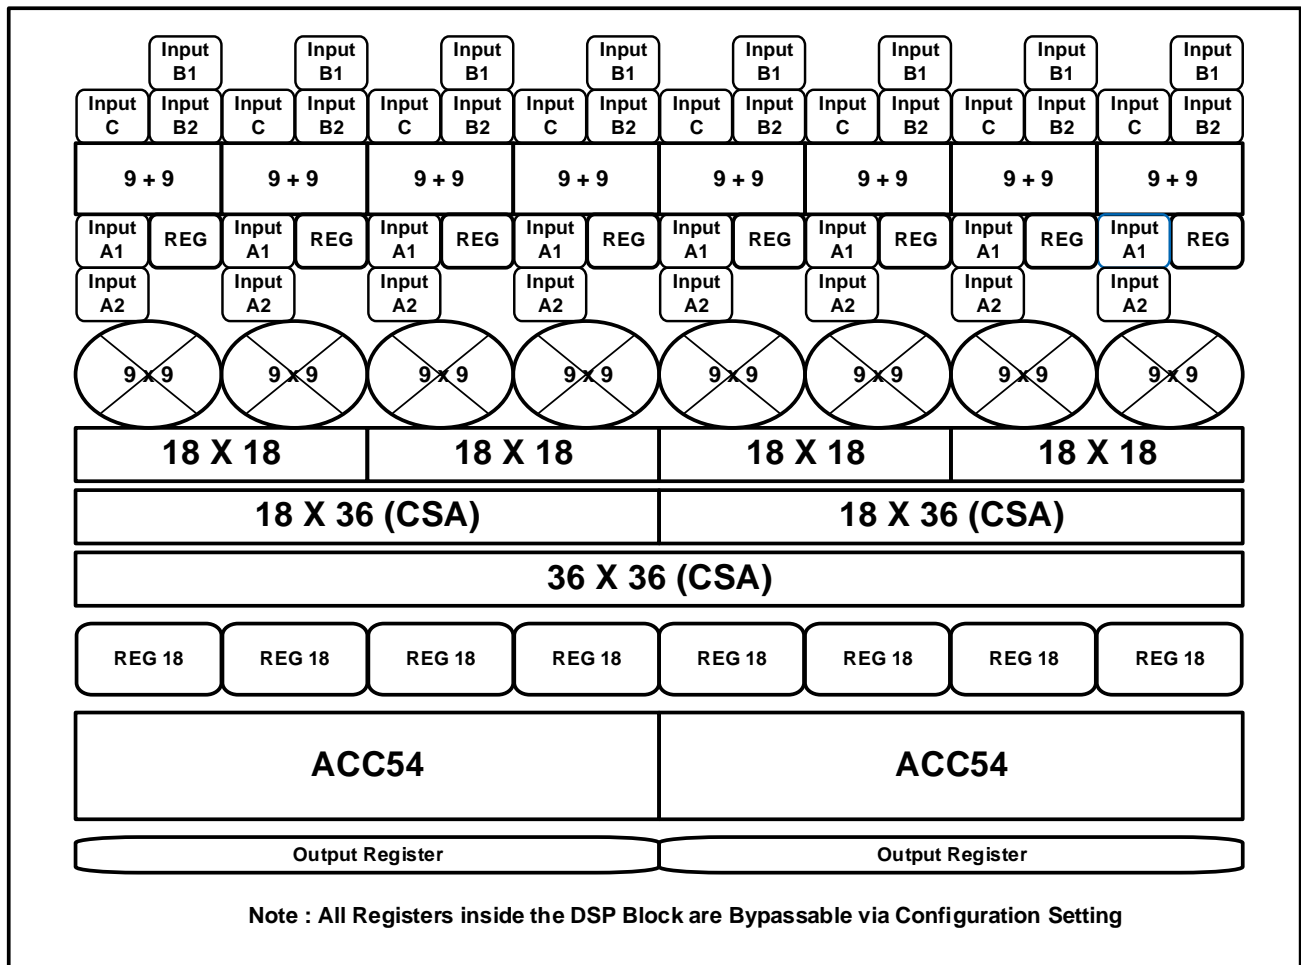 Input Input Input Input Input Input Input Input
B1 B1 B1 B1 B1 B1 B1 B1
Input Input Input Input Input Input Input Input Input Input Input Input Input Input Input Input
C B2 C B2 C B2 C B2 C B2 C B2 C B2 C B2
9 + 9 9 + 9 9 + 9 9 + 9 9 + 9 9 + 9 9 + 9 9 + 9
Input REG Input REG Input REG Input REG Input REG Input REG Input REG Input REG
A1 A1 A1 A1 A1 A1 A1 A1
Input Input Input Input Input Input Input Input
A2 A2 A2 A2 A2 A2 A2 A2
9 x 9 9 x 9 9 x 9 9 x 9 9 x 9 9 x 9 9 x 9 9 x 9
18 X 18 18 X 18 18 X 18 18 X 18
18 X 36 (CSA) 18 X 36 (CSA)
36 X 36 (CSA)
REG 18 REG 18 REG 18 REG 18 REG 18 REG 18 REG 18 REG 18
ACC54 ACC54
Output Register Output Register
Note : All Registers inside the DSP Block are Bypassable via Configuration Setting